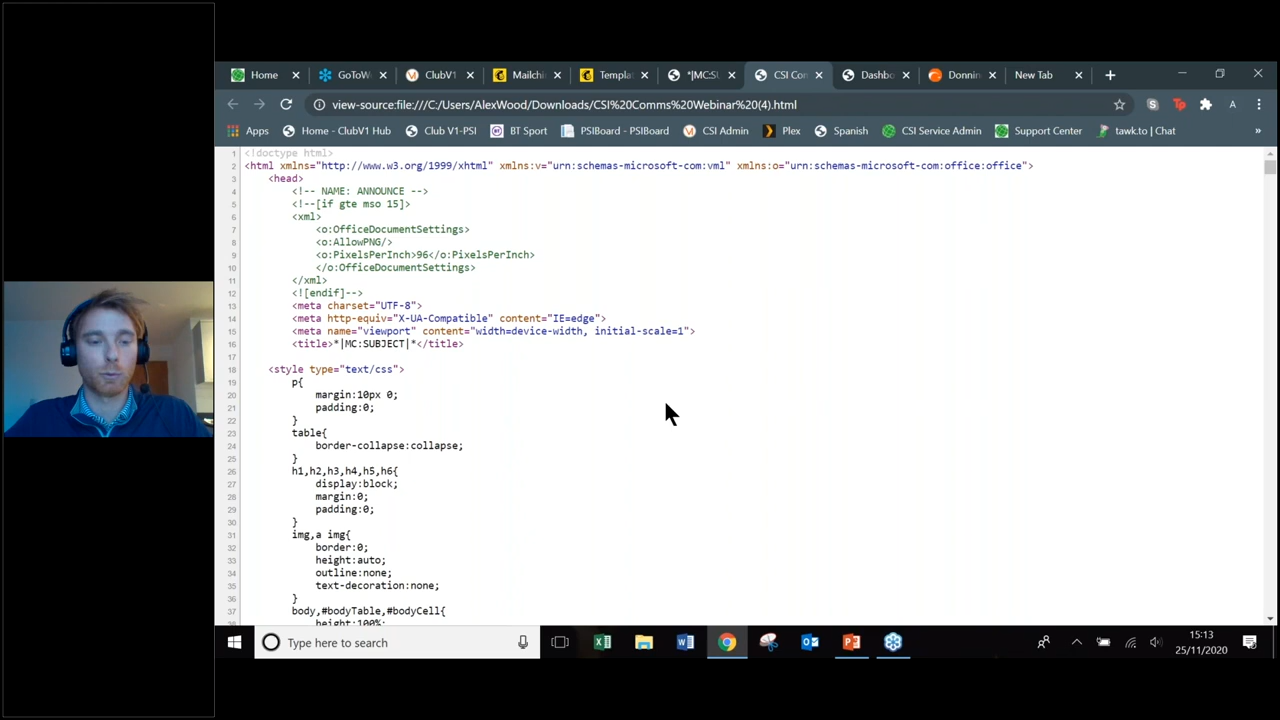 Home
GoToW
ClubV1
Mailchi
Templa
*|MC:SU
CSI Con
Dashbo
Donnin
New Tab
view-source:file:///C:/Users/AlexWood/Downloads/CSI%20Comms%20Webinar%20(4).html
A
Apps
Home - ClubV1 Hub
Club V1-PSI
BT Sport
PSIBoard - PSIBoard
CSI Admin
Plex
Spanish
CSI Service Admin
Support Center
tawk.to | Chat
»
1 <!doctype html>
2 <html xmlns="http://www.w3.org/1999/xhtml" xmlns:v="urn:schemas-microsoft-com:vml" xmlns:o="urn:schemas-microsoft-com:office:office">
3 <head>
4 <!-- NAME: ANNOUNCE -->
5 <!--[if gte mso 15]>
6 <xml>
7 <o:OfficeDocumentSettings>
8 <o:AllowPNG/>
9 <o:PixelsPerInch>96</o:PixelsPerInch>
10 </o:OfficeDocumentSettings>
11 </xml>
12 <![endif]-->
13 <meta charset="UTF-8">
14 <meta http-equiv="X-UA-Compatible" content="IE=edge">
15 <meta name="viewport" content="width=device-width, initial-scale=1">
16 <title>*|MC:SUBJECT|*</title>
17
18 <style type="text/css">
19 p{
20 margin:10px 0;
21 padding:0;
22 }
23 table{
24 border-collapse:collapse;
25 }
26 h1,h2,h3,h4,h5,h6{
27 display:block;
28 margin:0;
29 padding:0;
30 }
31 img,a img{
32 border:0;
33 height:auto;
34 outline:none;
35 text-decoration:none;
36 }
37 body,#bodyTable,#bodyCell{
38 height:100%;
Type here to search
15:13
25/11/2020